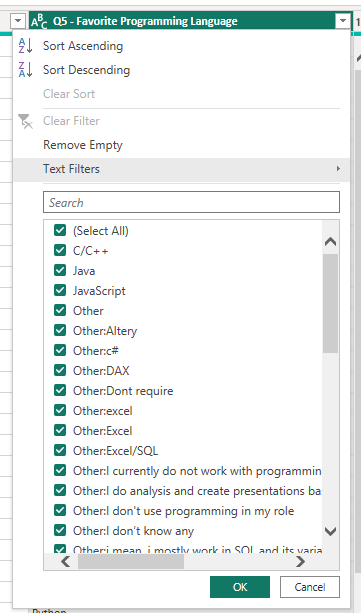 ABC Q5 - Favorite Programming Language
Sort Ascending
Sort Descending
Clear Sort
Clear Filter
Remove Empty
Text Filters
Search
(Select All)
C/C++
Java
JavaScript
Other
Other:Altery
Other:c#
Other:DAX
Other:Dont require
Other:excel
Other:Excel
Other:Excel/SQL
Other:I currently do not work with programmin
Other:I do analysis and create presentations ba
Other:I don't use programming in my role
Other:I don't know any
Other:i mean, i mostly work in SQL and its varia
OK
Cancel
Python